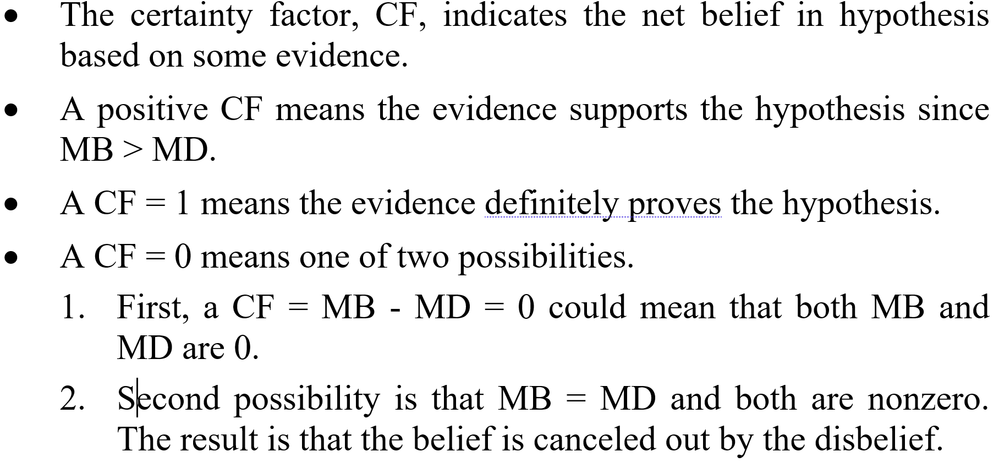 • The certainty factor, CF, indicates the net belief in hypothesis
based on some evidence.
• A positive CF means the evidence supports the hypothesis since
MB > MD.
• A CF = 1 means the evidence definitely proves the hypothesis.
• A CF = 0 means one of two possibilities.
1. First, a CF = MB - MD = 0 could mean that both MB and
MD are 0.
2. Second possibility is that MB = MD and both are nonzero.
The result is that the belief is canceled out by the disbelief.